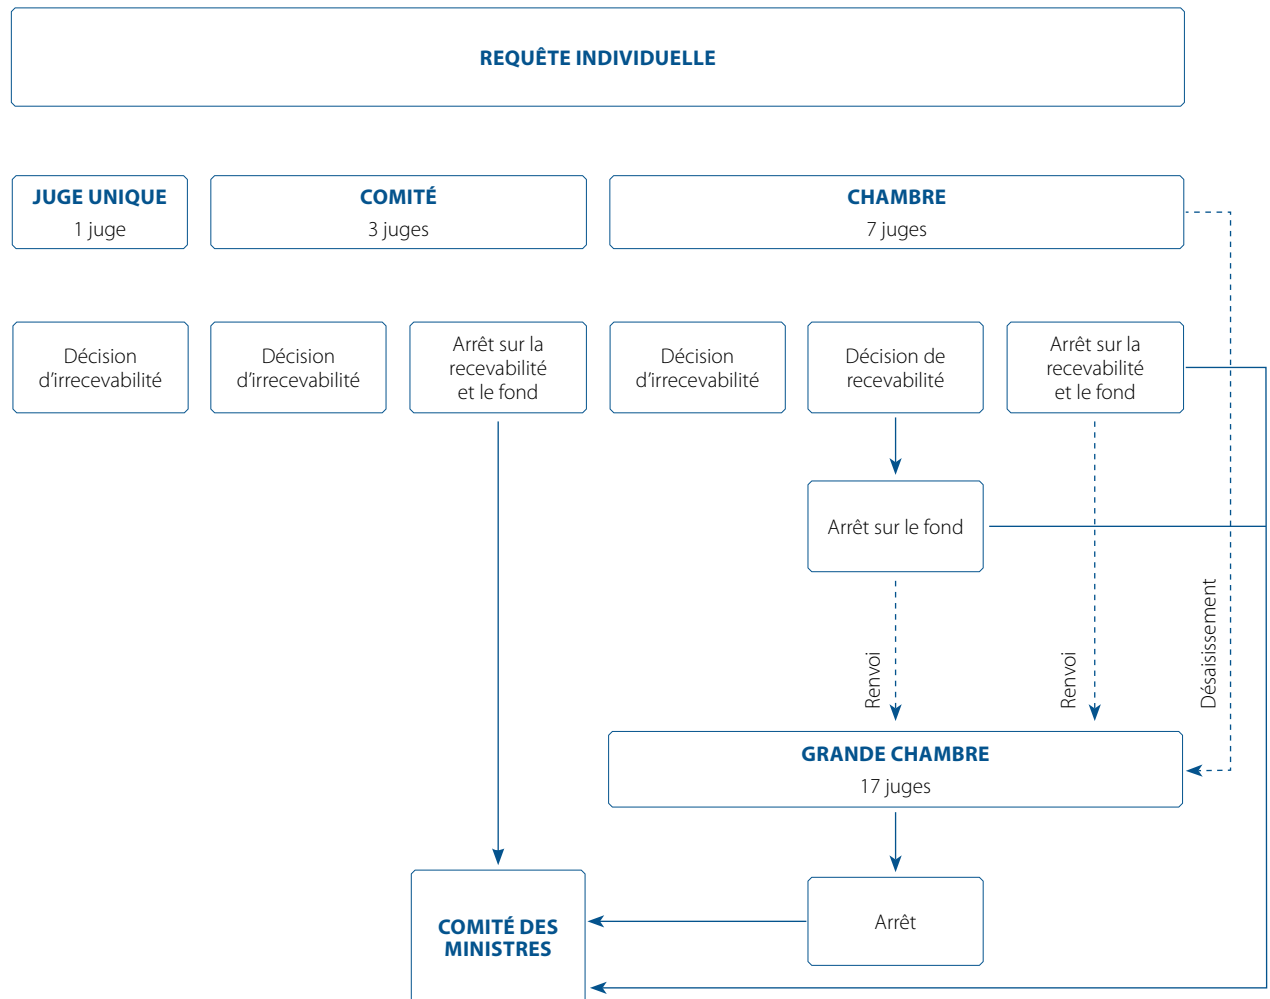 REQUÊTE INDIVIDUELLE
JUGE UNIQUE
1 juge
COMITÉ
3 juges
CHAMBRE
7 juges
Décision
d'irrecevabilité
Décision
d'irrecevabilité
Arrêt sur la
recevabilité
et le fond
Décision
d'irrecevabilité
Décision de
recevabilité
Arrêt sur la
recevabilité
et le fond
Arrêt sur le fond
Renvoi
Renvoi
Désaisissement
GRANDE CHAMBRE
17 juges
COMITÉ DES
MINISTRES
Arrêt